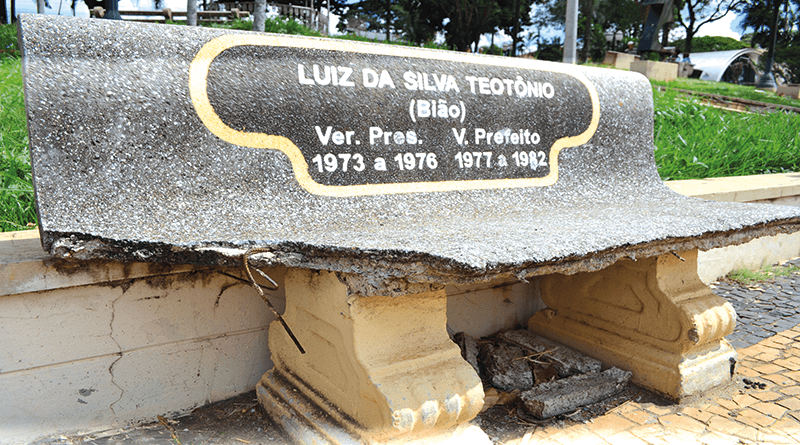 LUIZ DA SILVA TEOTÔNIO
(Bião)
Ver. Pres. V. Prefeito
1973 a 1976 1977 a 1982